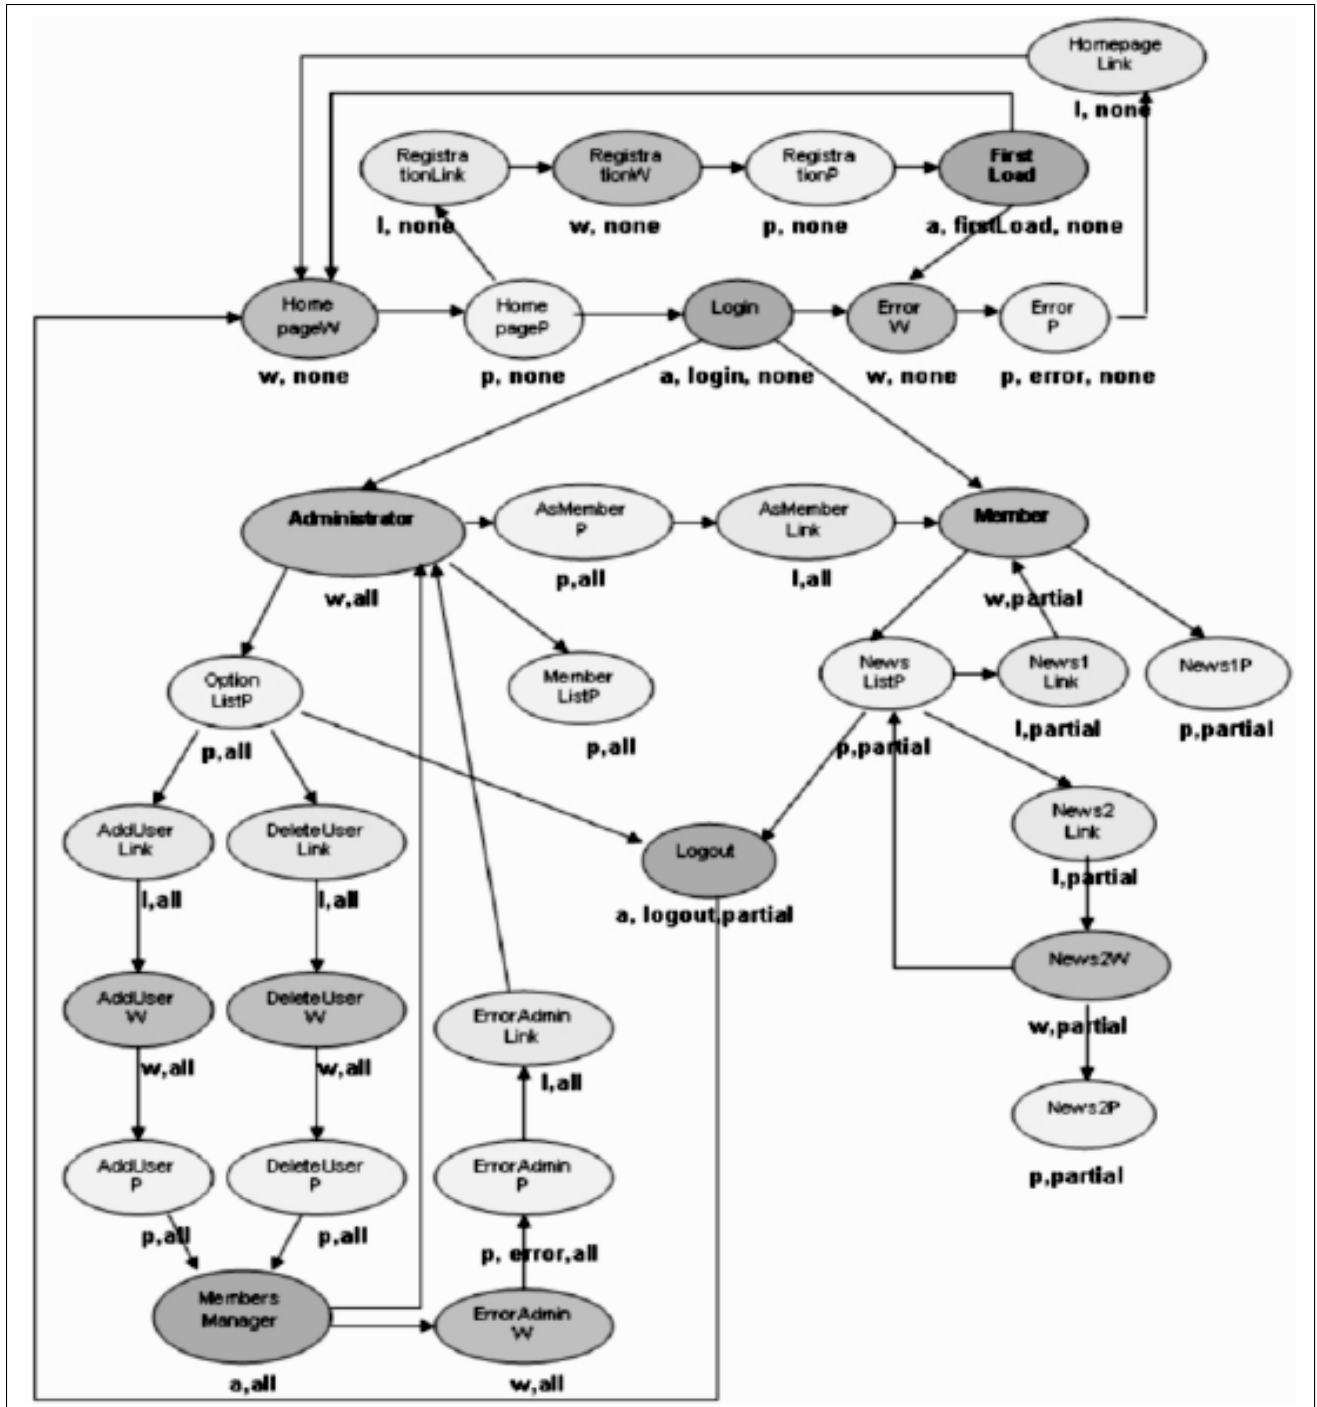 Homepage
Link
l, none
Registra
tionLink
l, none
Registra
tionW
w, none
Registra
tionP
p, none
First
Load
a, firstLoad, none
Home
pageW
w, none
Home
pageP
p, none
Login
a, login, none
Error
W
w, none
Error
P
p, error, none
Administrator
w,all
AsMember
P
p,all
AsMember
Link
l,all
Member
w,partial
Option
ListP
p,all
Member
ListP
p,all
News
ListP
p,partial
News1
Link
l,partial
News1P
p,partial
AddUser
Link
l,all
DeleteUser
Link
l,all
Logout
a, logout,partial
News2
Link
l,partial
AddUser
W
w,all
DeleteUser
W
w,all
ErrorAdmin
Link
l,all
News2W
w,partial
News2P
p,partial
AddUser
P
p,all
DeleteUser
P
p,all
ErrorAdmin
P
p, error,all
Members
Manager
a,all
ErrorAdmin
W
w,all